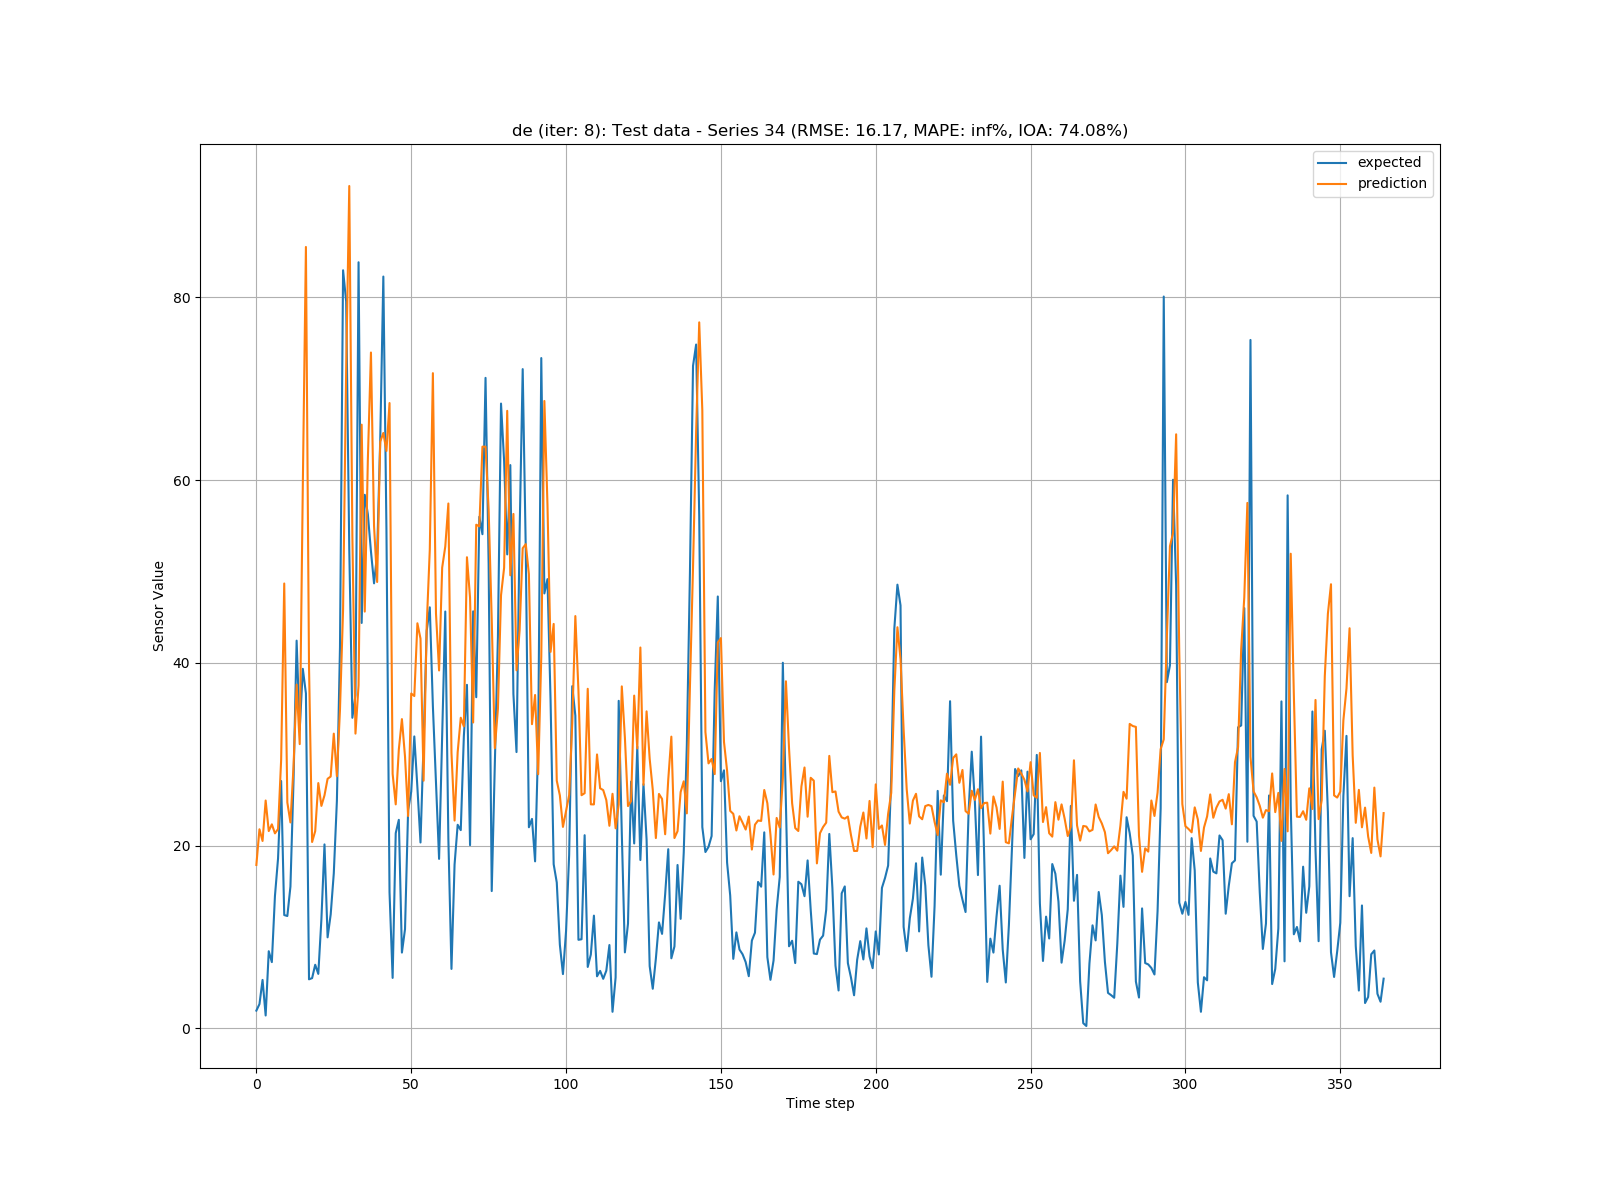 de (iter: 8): Test data - Series 34 (RMSE: 16.17, MAPE: inf%, IOA: 74.08%)
expected
prediction
80
60
40
20
0
Sensor Value
0 50 100 150 200 250 300 350
Time step